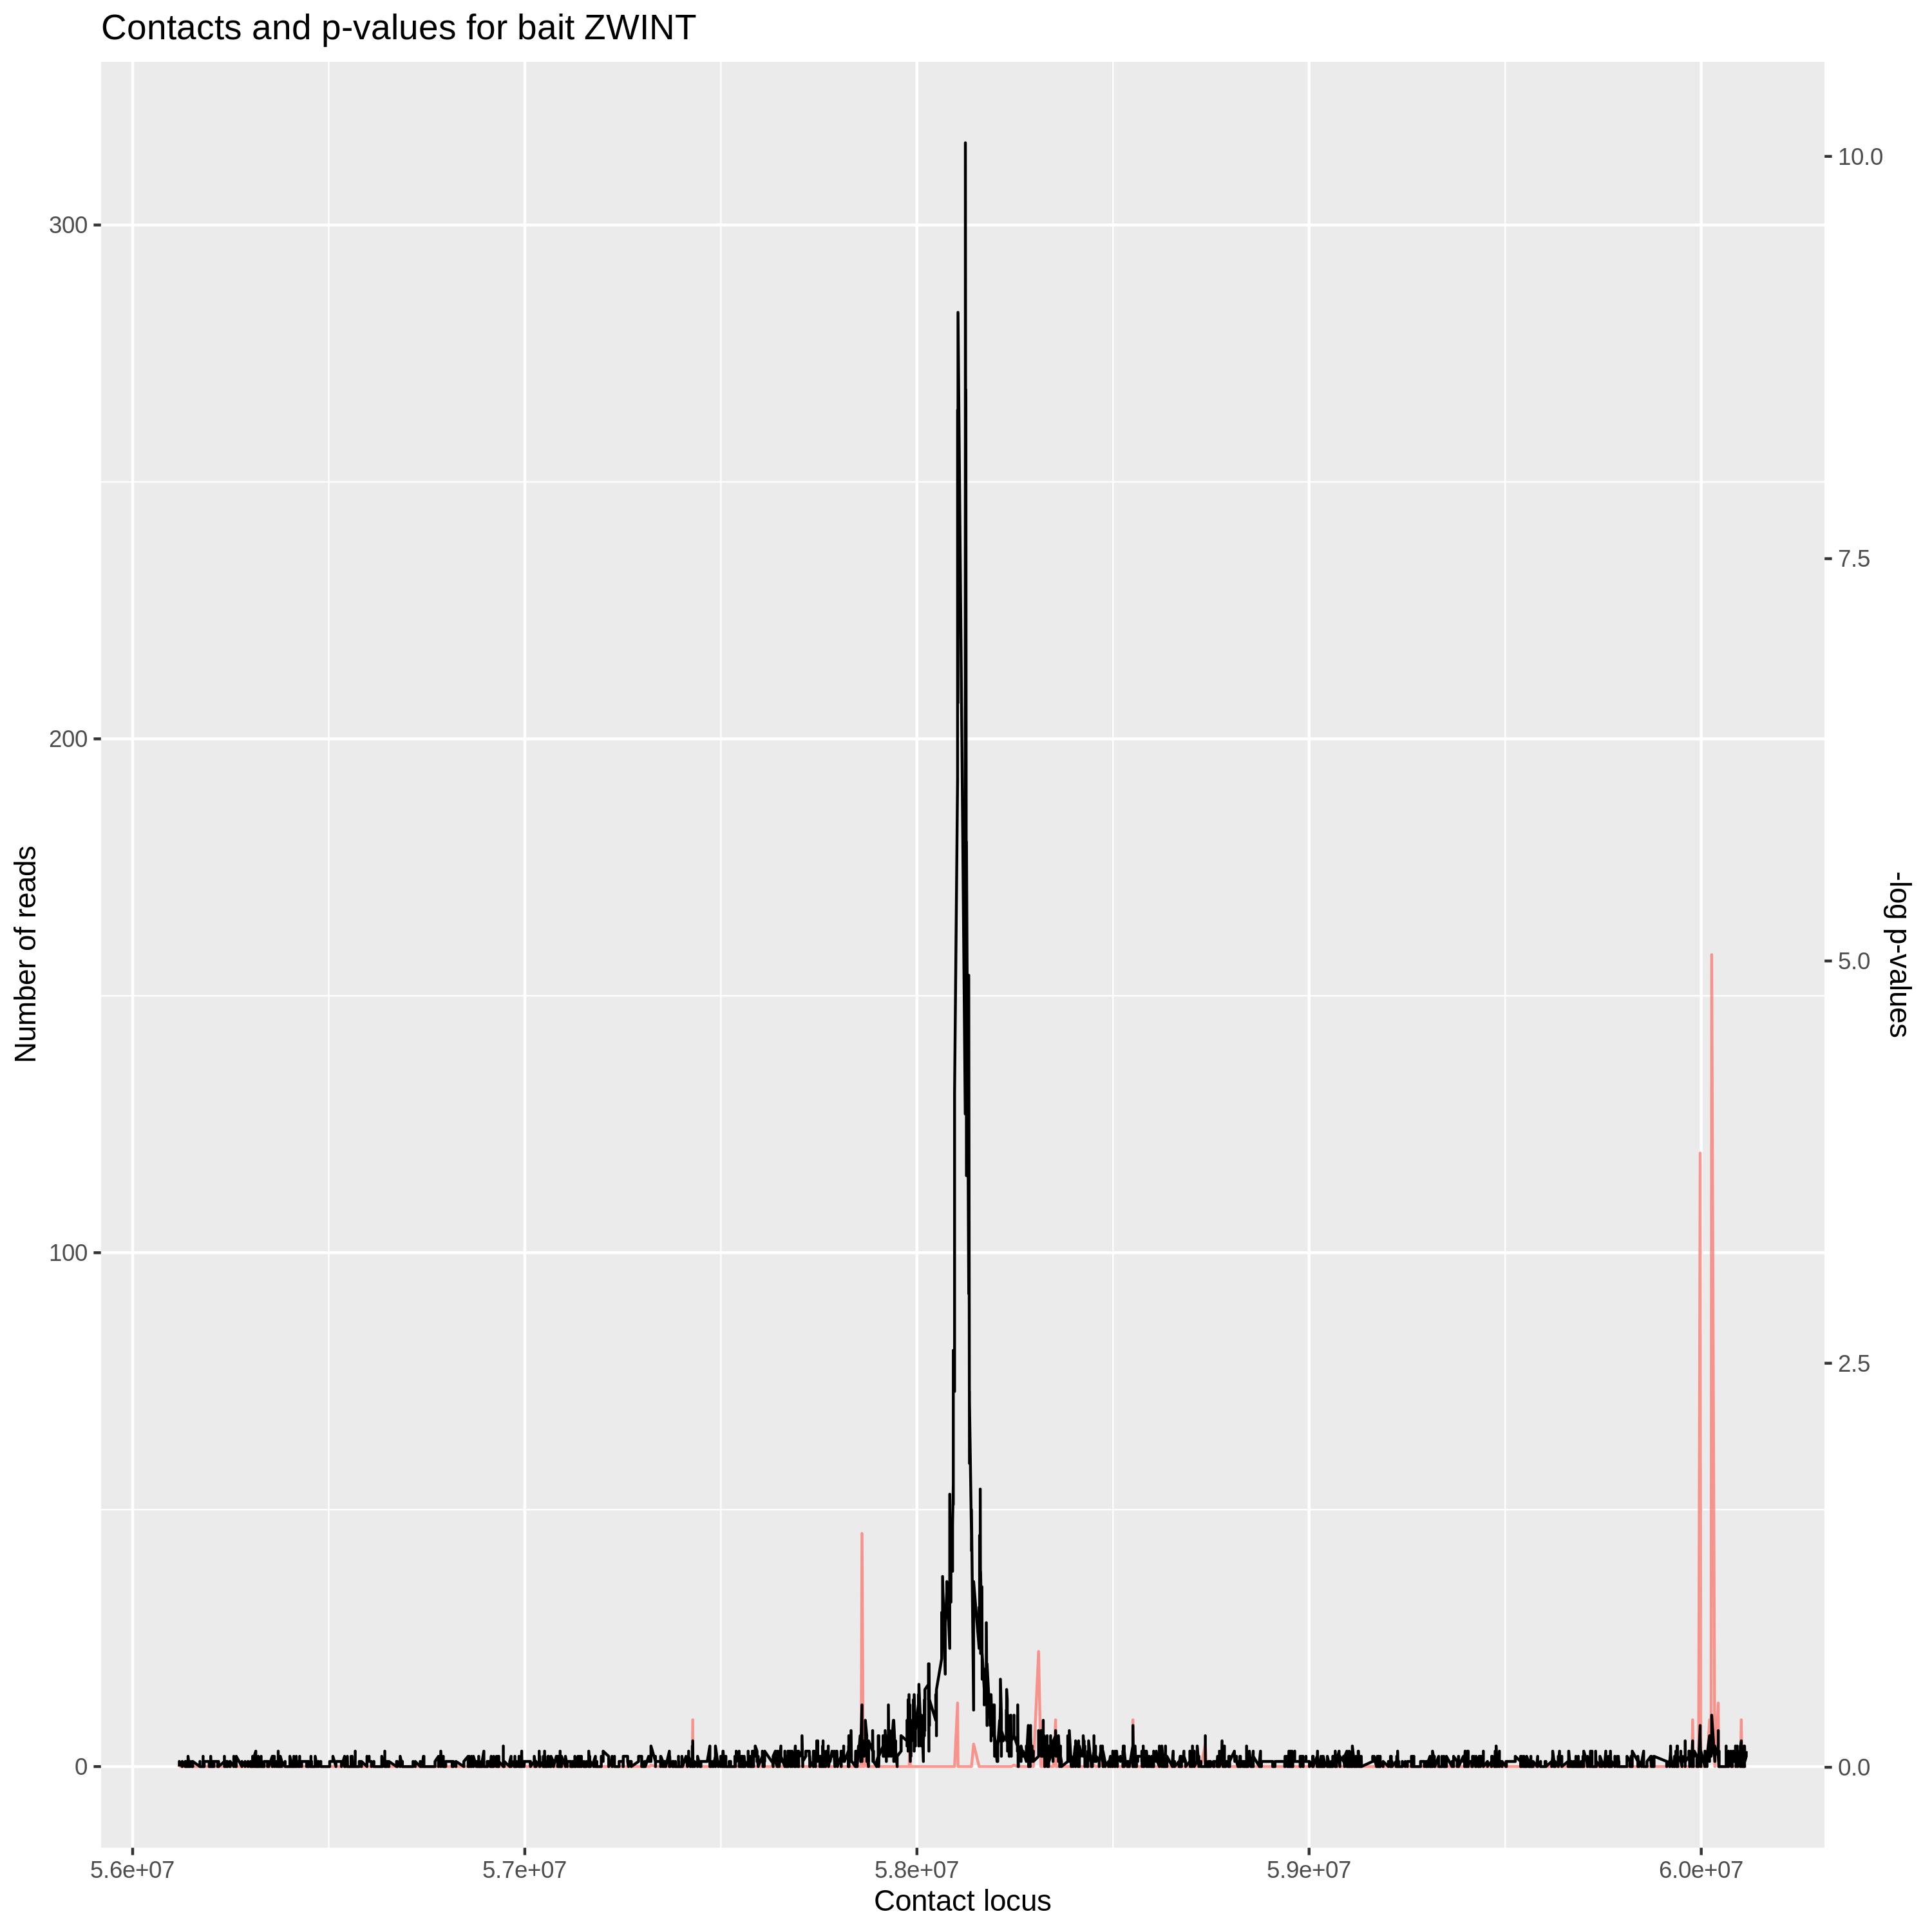 Contacts and p-values for bait ZWINT
300
200
100
0
Number of reads
10.0
7.5
5.0
2.5
0.0
-log p-values
5.6e+07
5.7e+07
5.8e+07
5.9e+07
6.0e+07
Contact locus